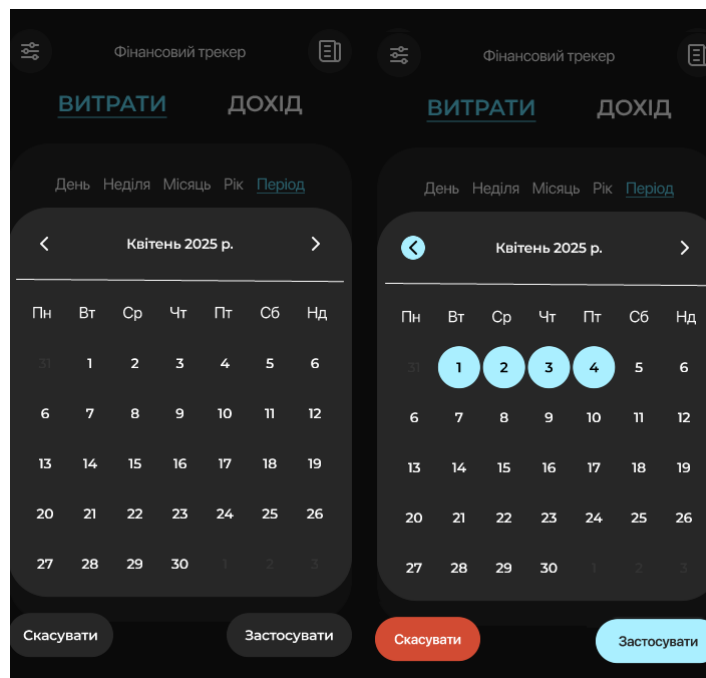 Фінансовий трекер
ВИТРАТИ ДОХІД
День Неділя Місяць Рік Період
Квітень 2025 р.
Пн Вт Ср Чт Пт Сб Нд
31 1 2 3 4 5 6
6 7 8 9 10 11 12
13 14 15 16 17 18 19
20 21 22 23 24 25 26
27 28 29 30 1 2 3
Скасувати Застосувати
Фінансовий трекер
ВИТРАТИ ДОХІД
День Неділя Місяць Рік Період
Квітень 2025 р.
Пн Вт Ср Чт Пт Сб Нд
31 1 2 3 4 5 6
6 7 8 9 10 11 12
13 14 15 16 17 18 19
20 21 22 23 24 25 26
27 28 29 30 1 2 3
Скасувати Застосувати